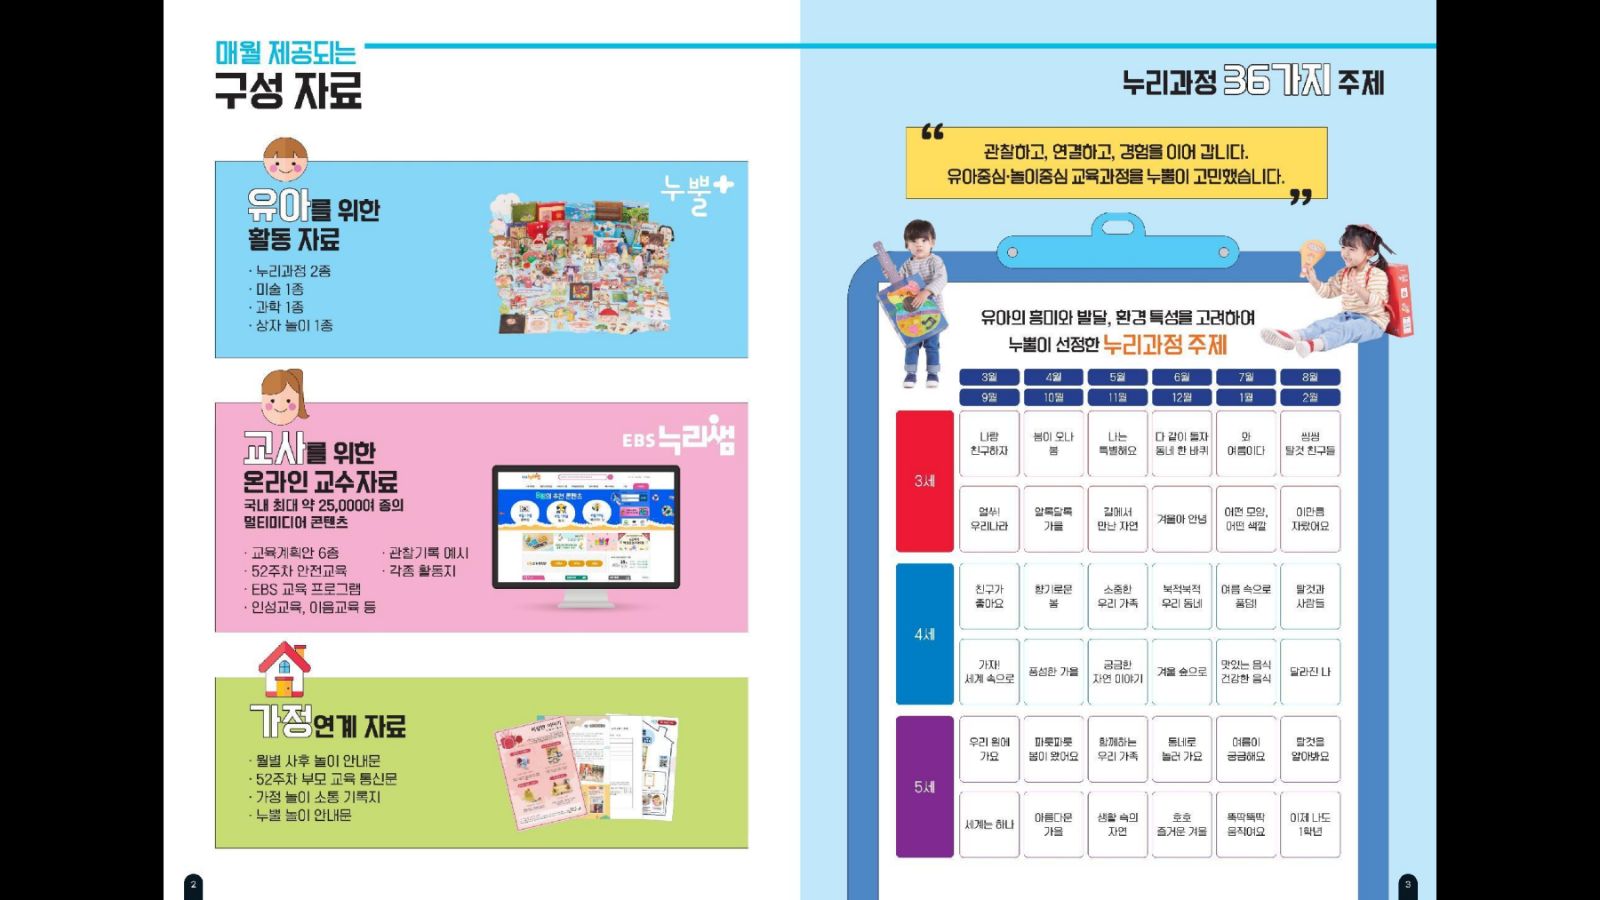 매월 제공되는
구성 자료
유아를 위한
활동 자료
· 누리과정 2종
· 미술 1종
· 과학 1종
· 상자 놀이 1종
누뿔+
교사를 위한
온라인 교수자료
국내 최대 약 25,000여 종의
멀티미디어 콘텐츠
· 교육계획안 6종
· 52주차 안전교육
· EBS 교육 프로그램
· 인성교육, 이음교육 등
· 관찰기록 예시
· 각종 활동지
EBS 누리샘
가정연계 자료
· 월별 사후 놀이 안내문
· 52주차 부모 교육 통신문
· 가정 놀이 소통 기록지
· 누뿔 놀이 안내문
2
누리과정 36가지 주제
“
관찰하고, 연결하고, 경험을 이어 갑니다.
유아중심·놀이중심 교육과정을 누뿔이 고민했습니다.
”
유아의 흥미와 발달, 환경 특성을 고려하여
누뿔이 선정한 누리과정 주제
3월 4월 5월 6월 7월 8월
9월 10월 11월 12월 1월 2월
3세
나랑
친구하자
봄이 오나
봄
나는
특별해요
다 같이 돌자
동네 한 바퀴
와
여름이다
씽씽
탈것 친구들
얼쑤!
우리나라
알록달록
가을
길에서
만난 자연
겨울아 안녕
어떤 모양,
어떤 색깔
이만큼
자랐어요
4세
친구가
좋아요
향기로운
봄
소중한
우리 가족
북적북적
우리 동네
여름 속으로
풍덩!
탈것과
사람들
가자!
세계 속으로
풍성한 가을
궁금한
자연 이야기
겨울 숲으로
맛있는 음식
건강한 음식
달라진 나
5세
우리 원에
가요
파릇파릇
봄이 왔어요
함께하는
우리 가족
동네로
놀러 가요
여름이
궁금해요
탈것을
알아봐요
세계는 하나
아름다운
가을
생활 속의
자연
호호
즐거운 겨울
뚝딱뚝딱
움직여요
이제 나도
1학년
3